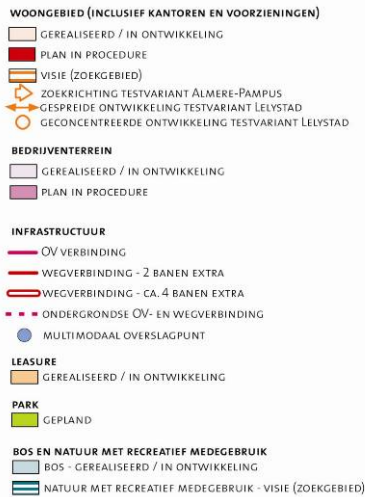 WOONGEBIED (INCLUSIEF KANTOREN EN VOORZIENINGEN)
GEREALISEERD / IN ONTWIKKELING
PLAN IN PROCEDURE
VISIE (ZOEKGEBIED)
ZOEKRICHTING TESTVARIANT ALMERE-PAMPUS
GESPREIDE ONTWIKKELING TESTVARIANT LELYSTAD
GECONCENTREERDE ONTWIKKELING TESTVARIANT LELYSTAD
BEDRIJVENTERREIN
GEREALISEERD / IN ONTWIKKELING
PLAN IN PROCEDURE
INFRASTRUCTUUR
OV VERBINDING
WEGVERBINDING - 2 BANEN EXTRA
WEGVERBINDING - CA. 4 BANEN EXTRA
ONDERGRONDSE OV- EN WEGVERBINDING
MULTIMODAAL OVERSLAGPUNT
LEASURE
GEREALISEERD / IN ONTWIKKELING
PARK
GEPLAND
BOS EN NATUUR MET RECREATIEF MEDEGEBRUIK
BOS - GEREALISEERD / IN ONTWIKKELING
NATUUR MET RECREATIEF MEDEGEBRUIK - VISIE (ZOEKGEBIED)